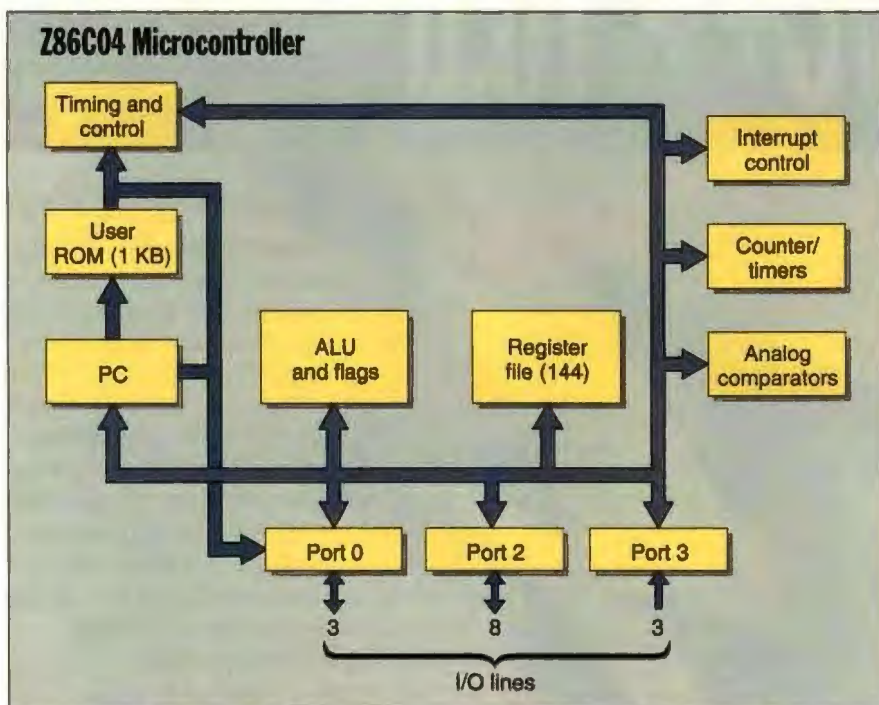 Z86C04 Microcontroller
Timing and
control
Interrupt
control
User
ROM (1 KB)
Counter/
timers
PC
ALU
and flags
Register
file (144)
Analog
comparators
Port 0
Port 2
Port 3
3
8
3
I/O lines